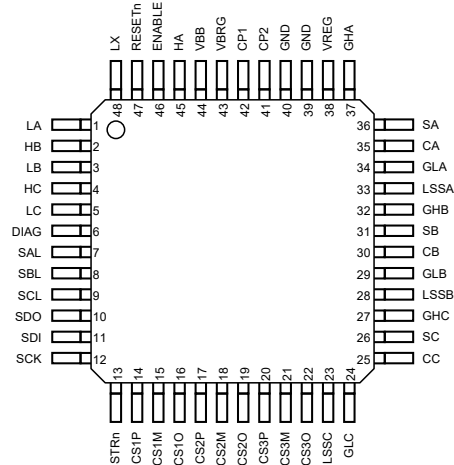 LX RESETn ENABLE HA VBB VBRG CP1 CP2 GND GND VREG GHA
48 47 46 45 44 43 42 41 40 39 38 37
LA 1 36 SA
HB 2 35 CA
LB 3 34 GLA
HC 4 33 LSSA
LC 5 32 GHB
DIAG 6 31 SB
SAL 7 30 CB
SBL 8 29 GLB
SCL 9 28 LSSB
SDO 10 27 GHC
SDI 11 26 SC
SCK 12 25 CC
13 14 15 16 17 18 19 20 21 22 23 24
STRn CS1P CS1M CS1O CS2P CS2M CS2O CS3P CS3M CS3O LSSC GLC